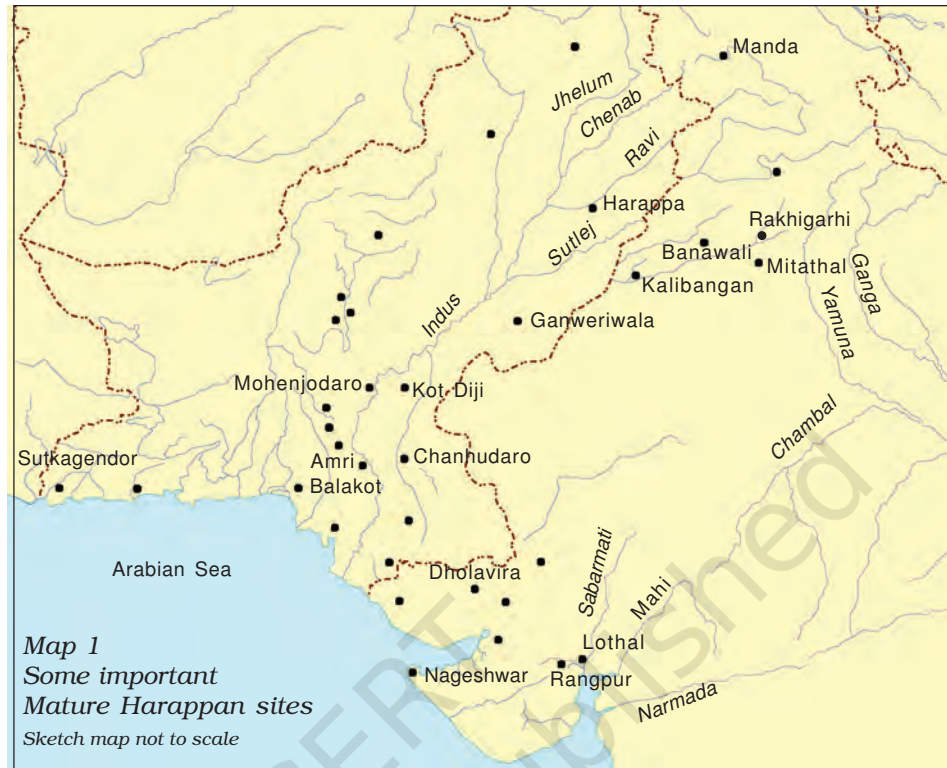 Manda
Jhelum
Chenab
Ravi
Harappa
Sutlej
Rakhigarhi
Banawali
Mitathal
Kalibangan
Ganga
Yamuna
Indus
Ganweriwala
Mohenjodaro
Kot Diji
Chambal
Sutkagendor
Amri
Chanhudaro
Balakot
Arabian Sea
Dholavira
Sabarmati
Mahi
Lothal
Nageshwar
Rangpur
Narmada
Map 1
Some important
Mature Harappan sites
Sketch map not to scale